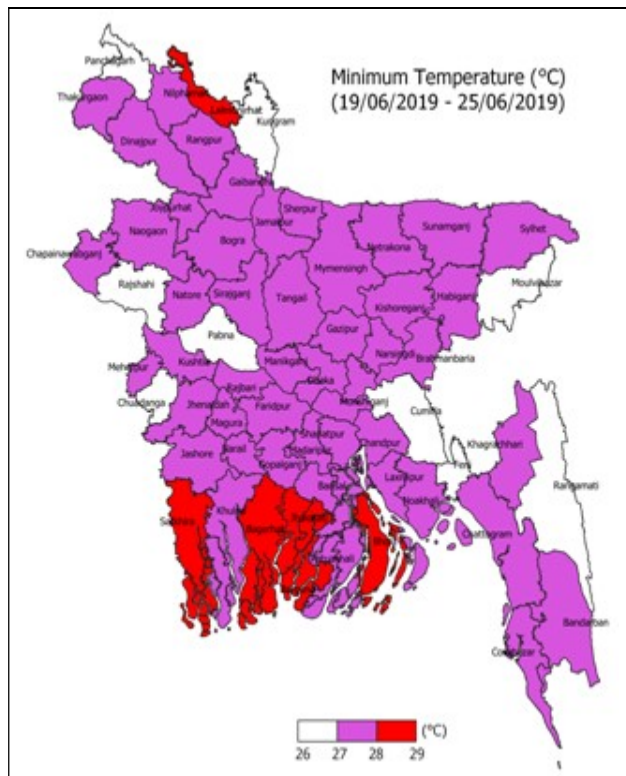 Minimum Temperature (°C)
(19/06/2019 - 25/06/2019)
Panchagarh
Thakurgaon
Nilphamari
Lalmonirhat
Kurigram
Dinajpur
Rangpur
Gaibandha
Joypurhat
Sherpur
Jamalpur
Naogaon
Bogra
Netrakona
Sunamganj
Sylhet
Chapainawabganj
Mymensingh
Rajshahi
Natore
Sirajganj
Tangail
Kishoreganj
Habiganj
Moulvibazar
Pabna
Gazipur
Narsingdi
Brahmanbaria
Meherpur
Kushtia
Manikganj
Dhaka
Chuadanga
Rajbari
Jhenaidah
Faridpur
Munshiganj
Cumilla
Magura
Khagrachhari
Shariatpur
Chandpur
Jashore
Narail
Madaripur
Gopalganj
Feni
Laxmipur
Rangamati
Barisal
Noakhali
Satkhira
Khulna
Bagerhat
Chattogram
Bandarban
(°C)
26 27 28 29